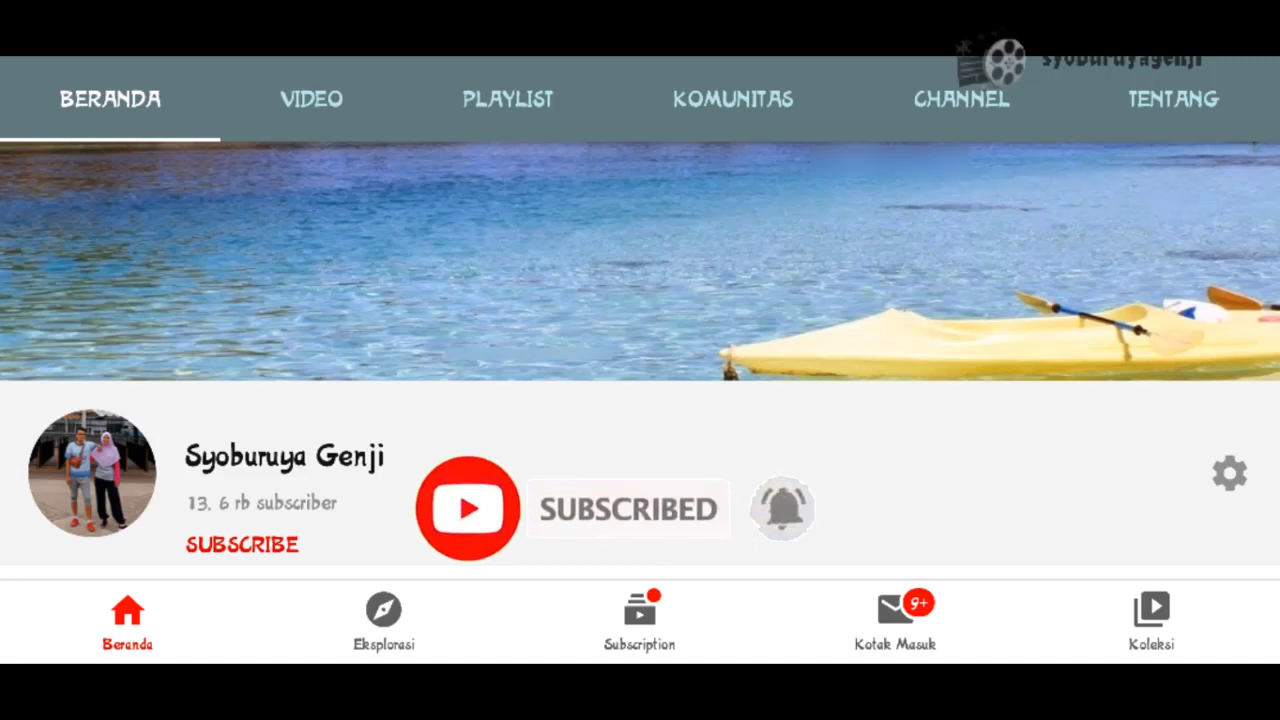 syoburuyagenji
BERANDA VIDEO PLAYLIST KOMUNITAS CHANNEL TENTANG
Syoburuya Genji
13. 6 rb subscriber
SUBSCRIBE
SUBSCRIBED
9+
Beranda Eksplorasi Subscription Kotak Masuk Koleksi